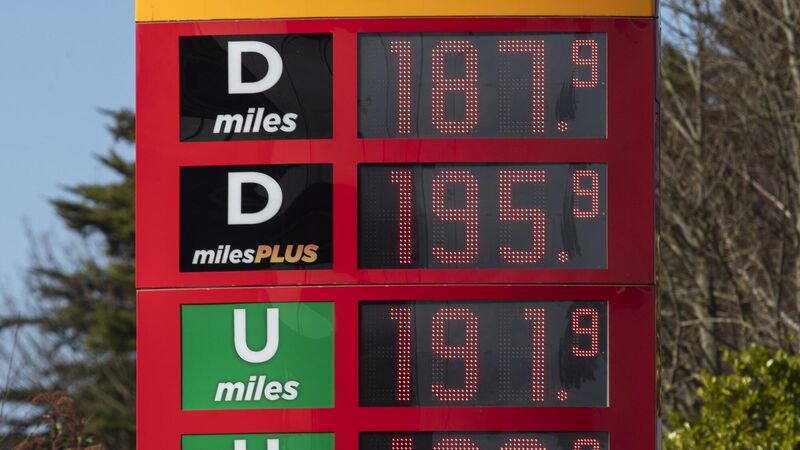 D miles 187.9
D milesPLUS 195.9
U miles 191.9
U